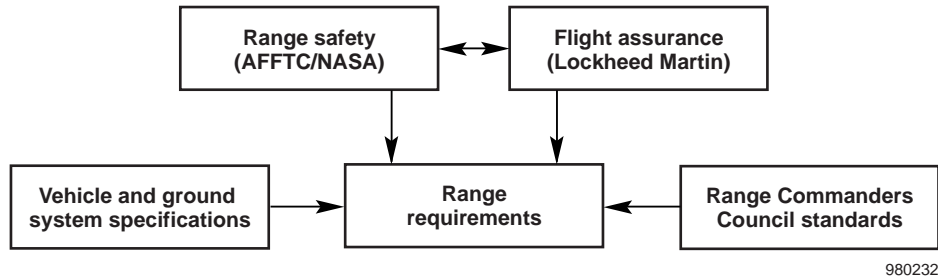 Range safety
(AFFTC/NASA)
Flight assurance
(Lockheed Martin)
Vehicle and ground
system specifications
Range
requirements
Range Commanders
Council standards
980232